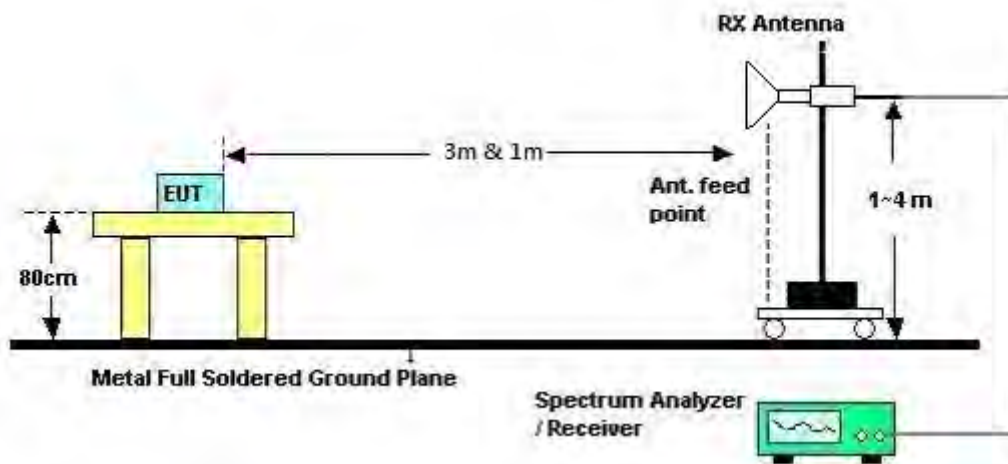 RX Antenna
3m & 1m
EUT
Ant. feed
point
1~4 m
80cm
Metal Full Soldered Ground Plane
Spectrum Analyzer
/ Receiver